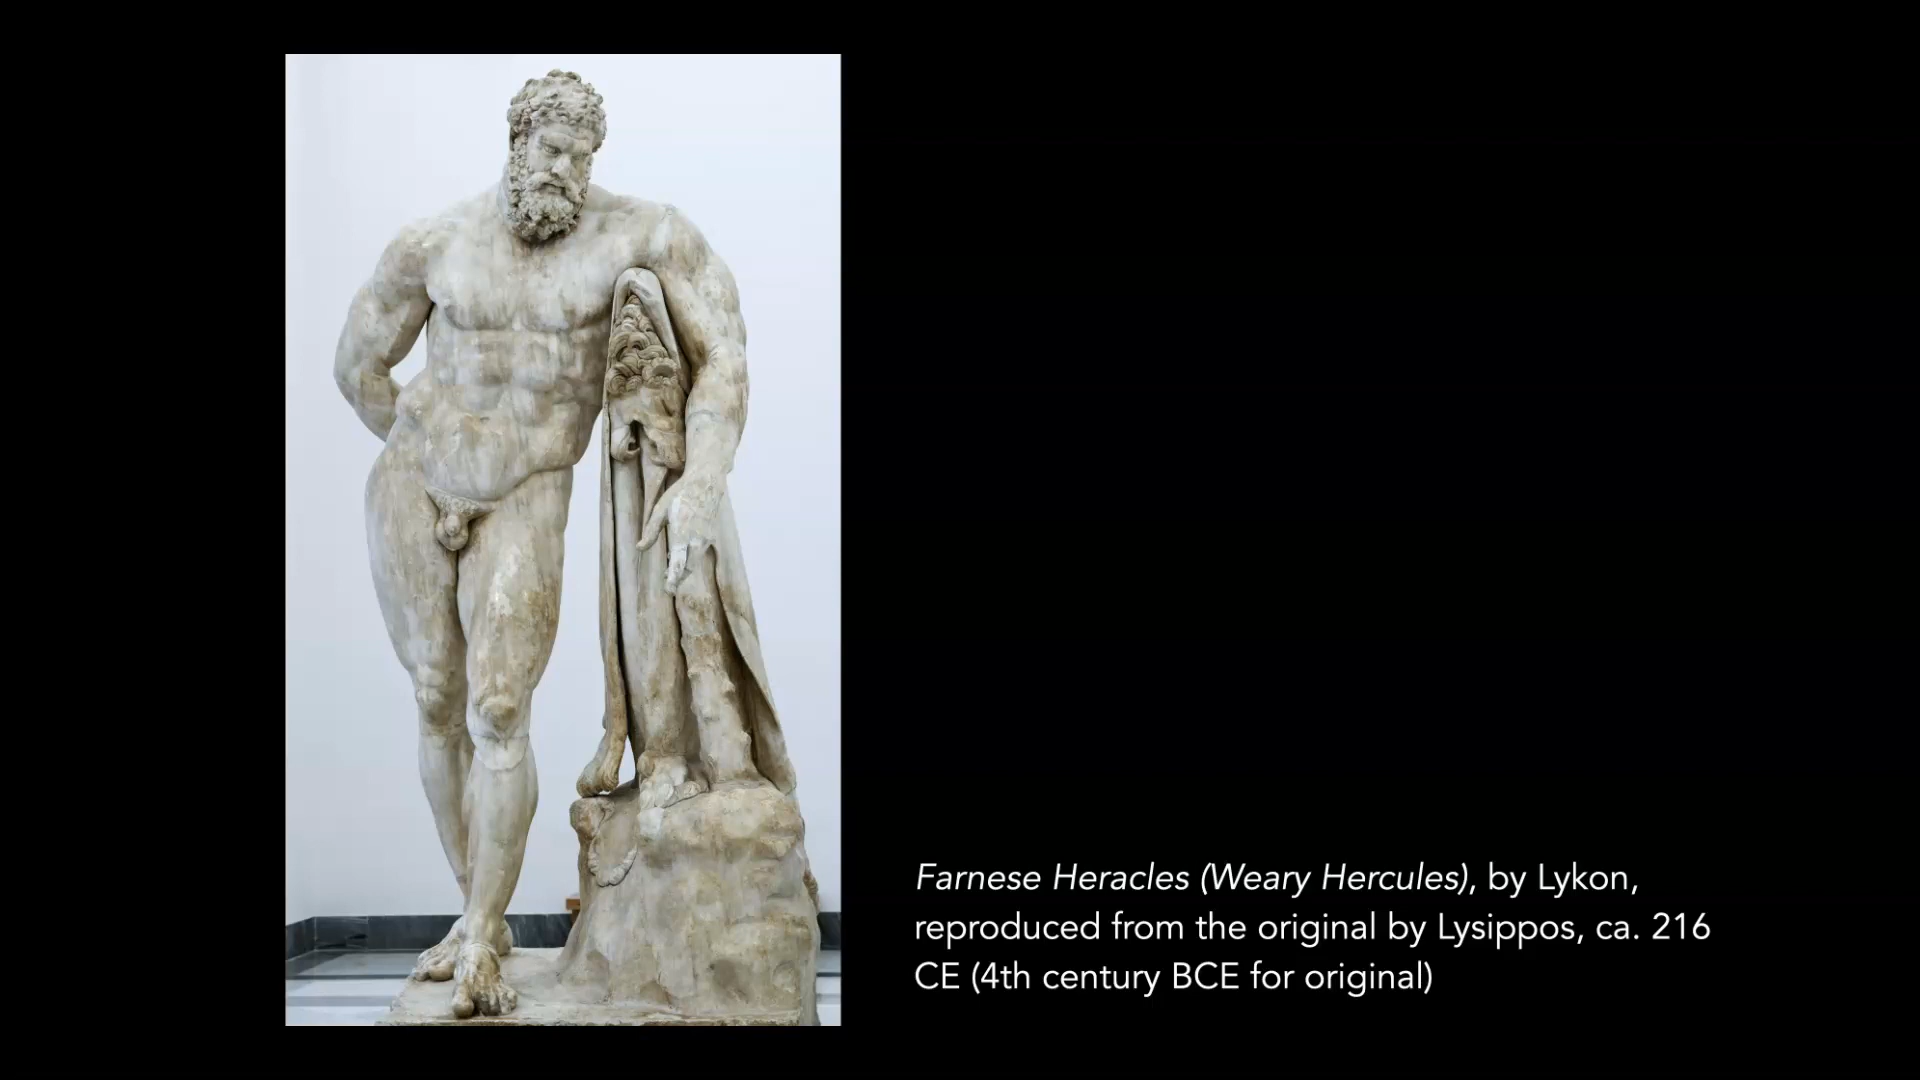 Farnese Heracles (Weary Hercules), by Lykon,
reproduced from the original by Lysippos, ca. 216
CE (4th century BCE for original)